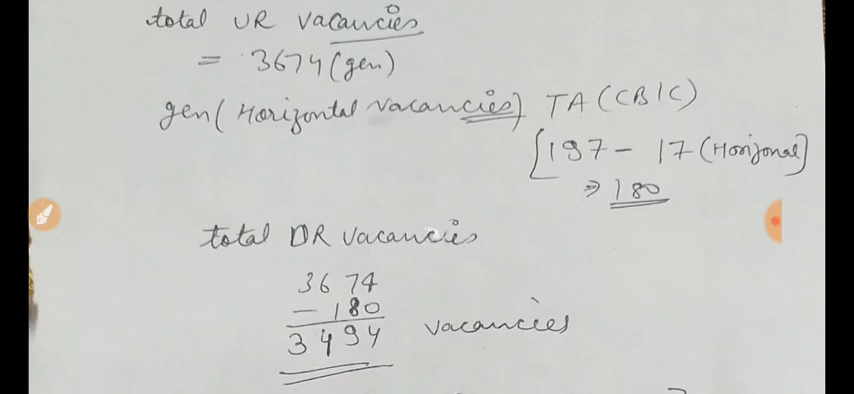 total UR vacancies
= 3674 (gen)
gen (Horizontal vacancies) TA (CBIC)
[197 - 17 (Horizonal]
⇒ 180
total DR vacancies
3674
- 180
3494 vacancies